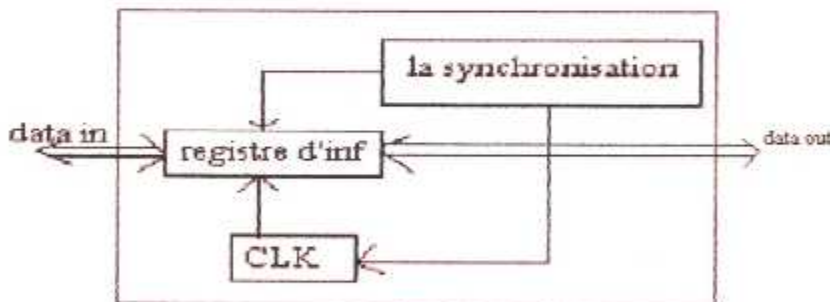 la synchronisation
data in
registre d'inf
data out
CLK